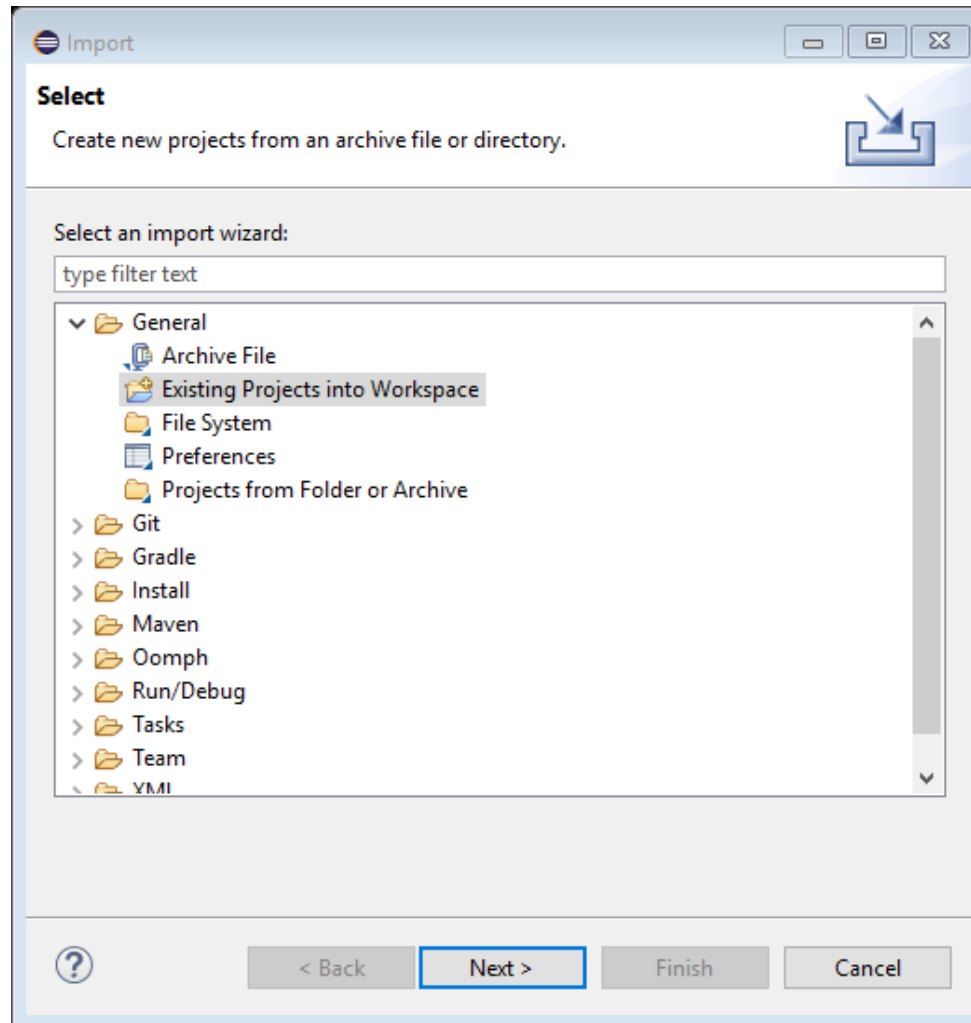 Import
Select
Create new projects from an archive file or directory.
Select an import wizard:
type filter text
General
Archive File
Existing Projects into Workspace
File System
Preferences
Projects from Folder or Archive
Git
Gradle
Install
Maven
Oomph
Run/Debug
Tasks
Team
XML
? < Back Next > Finish Cancel